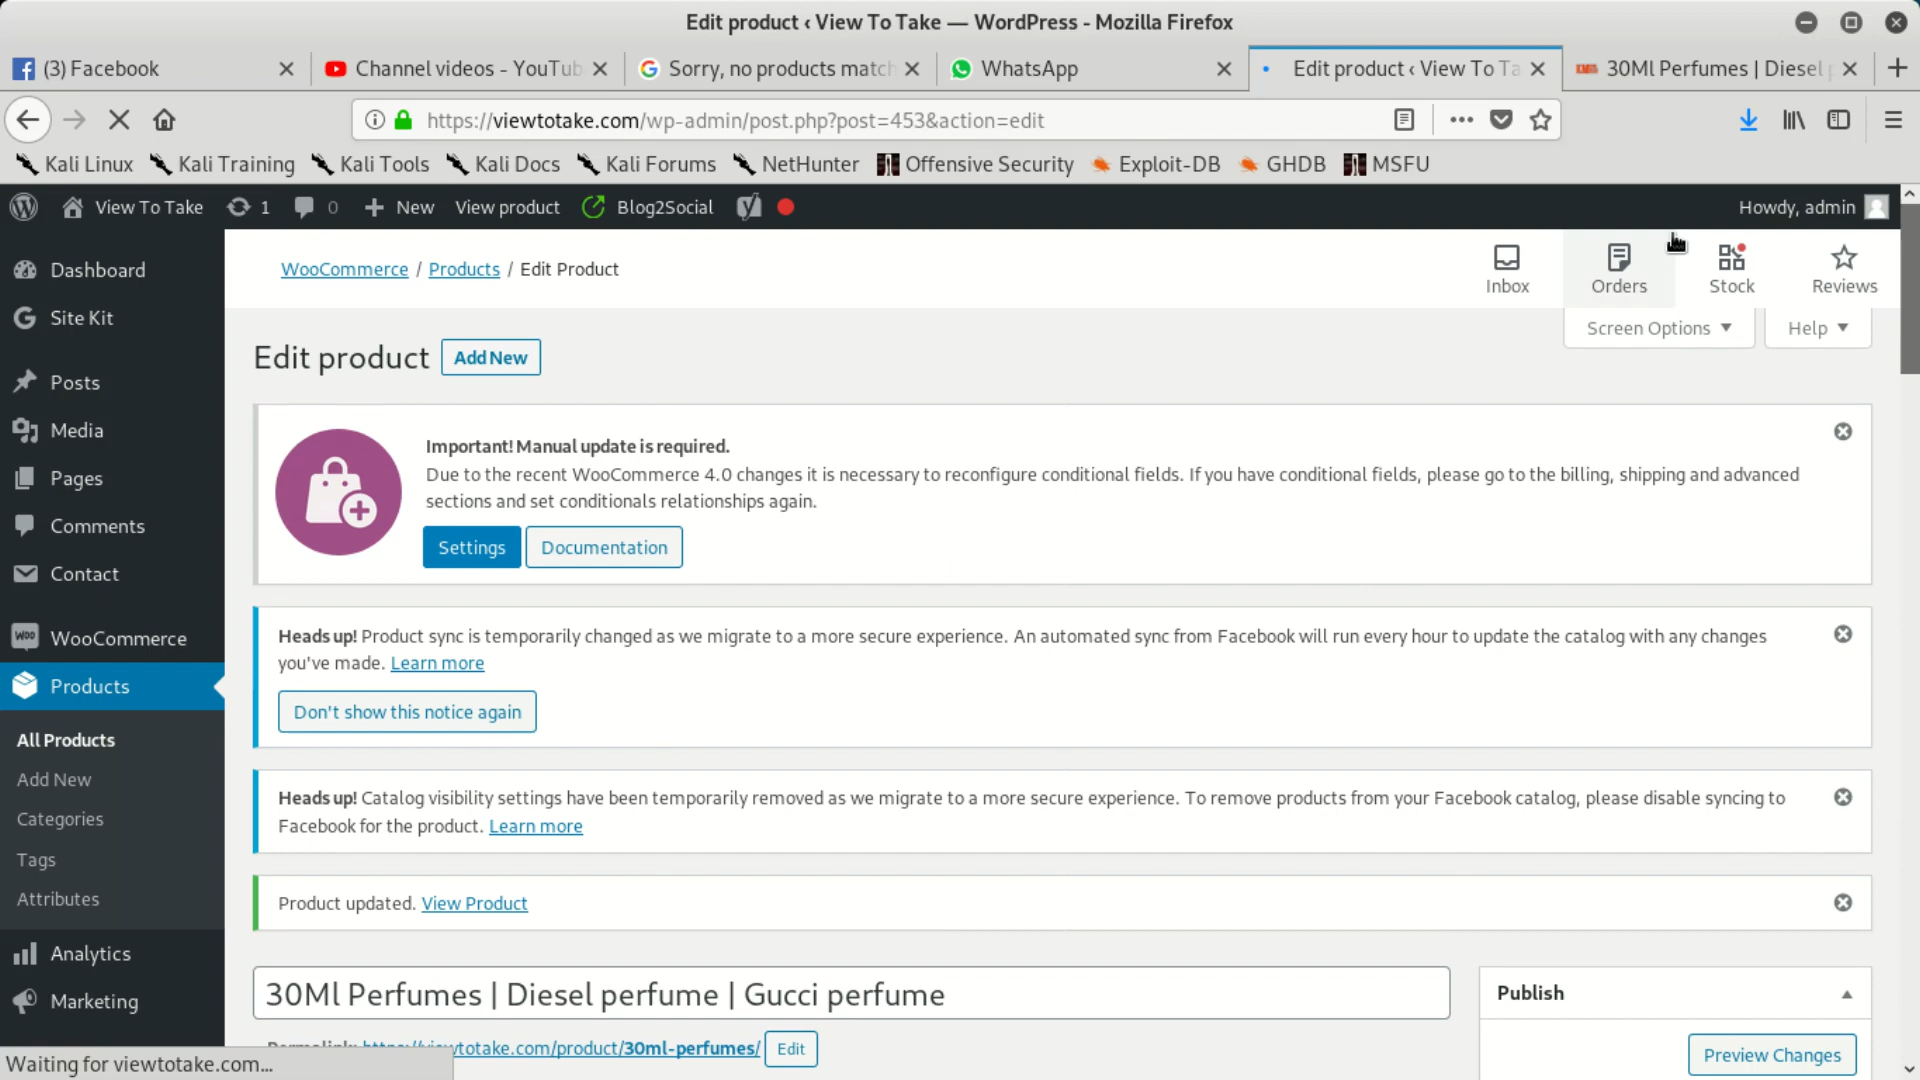 Edit product ‹ View To Take — WordPress - Mozilla Firefox
(3) Facebook
Channel videos - YouTub
Sorry, no products match
WhatsApp
Edit product ‹ View To Ta
30Ml Perfumes | Diesel p
https://viewtotake.com/wp-admin/post.php?post=453&action=edit
Kali Linux Kali Training Kali Tools Kali Docs Kali Forums NetHunter Offensive Security Exploit-DB GHDB MSFU
View To Take 1 0 New View product Blog2Social Howdy, admin
Dashboard
Site Kit
Posts
Media
Pages
Comments
Contact
WooCommerce
Products
All Products
Add New
Categories
Tags
Attributes
Analytics
Marketing
WooCommerce / Products / Edit Product
Inbox
Orders
Stock
Reviews
Screen Options
Help
Edit product
Add New
Important! Manual update is required.
Due to the recent WooCommerce 4.0 changes it is necessary to reconfigure conditional fields. If you have conditional fields, please go to the billing, shipping and advanced
sections and set conditionals relationships again.
Settings
Documentation
Heads up! Product sync is temporarily changed as we migrate to a more secure experience. An automated sync from Facebook will run every hour to update the catalog with any changes
you've made. Learn more
Don't show this notice again
Heads up! Catalog visibility settings have been temporarily removed as we migrate to a more secure experience. To remove products from your Facebook catalog, please disable syncing to
Facebook for the product. Learn more
Product updated. View Product
30Ml Perfumes | Diesel perfume | Gucci perfume
Publish
Permalink: https://viewtotake.com/product/30ml-perfumes/ Edit
Preview Changes
Waiting for viewtotake.com...